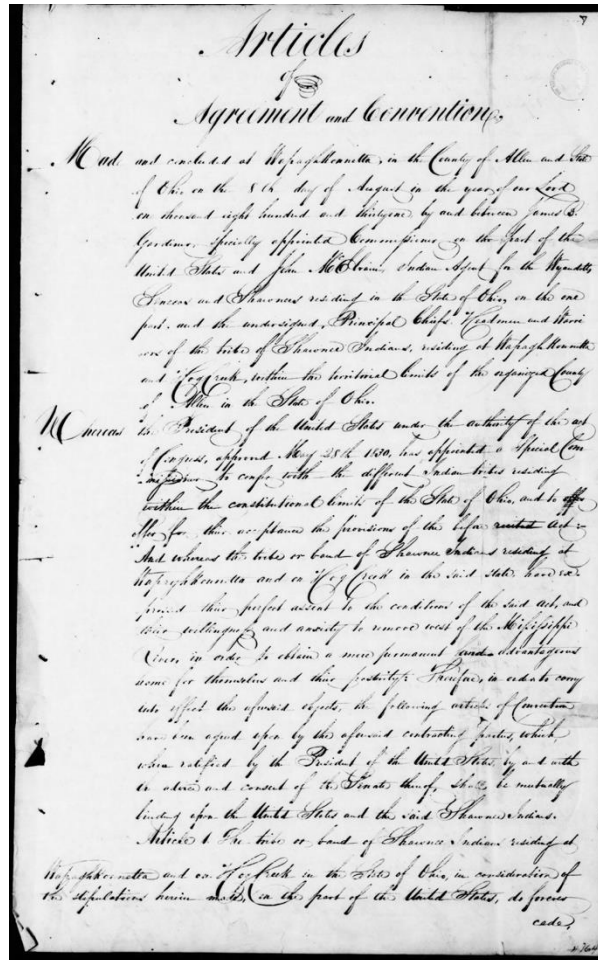 Articles
of
Agreement and Convention,
Made and concluded at Wapaghkonnetta, in the County of Allen and State
of Ohio, on the 8th day of August in the year of our Lord
one thousand eight hundred and thirty one by and between James B.
Gardiner, specially appointed Commissioner on the part of the
United States and John McElvain, Indian Agent for the Wyandotts,
Senecas and Shawnees residing in the State of Ohio, on the one
part, and the undersigned, Principal Chiefs, Headmen and Warri
ors of the tribe of Shawnee Indians, residing at Wapaghkonnetta
and Hog Creek, within the territorial limits of the organized County
of Allen in the State of Ohio.
Whereas the President of the United States under the authority of the act
of Congress, approved May 28th 1830, has appointed a special Com
missioner to confer with the different Indian tribes residing
within the constitutional limits of the State of Ohio, and to offer
for their acceptance the provisions of the before recited act :
And whereas the tribe or band of Shawnee Indians residing at
Wapaghkonnetta and on Hog Creek in the said state have ex
pressed their perfect assent to the conditions of the said act, and
their willingness and anxiety to remove west of the Mississippi
River, in order to obtain a more permanent and advantageous
home for themselves and their posterity: Therefore, in order to carry
into effect the aforesaid objects, the following articles of Convention
have been agreed upon by the aforesaid contracting parties, which,
when ratified by the President of the United States, by and with
the advice and consent of the Senate thereof, shall be mutually
binding upon the United States and the said Shawnee Indians.
Article 1. The tribe or band of Shawnee Indians residing at
Wapaghkonnetta and on Hog Creek in the State of Ohio, in consideration of
the stipulations herein made, on the part of the United States, do forever
cede,